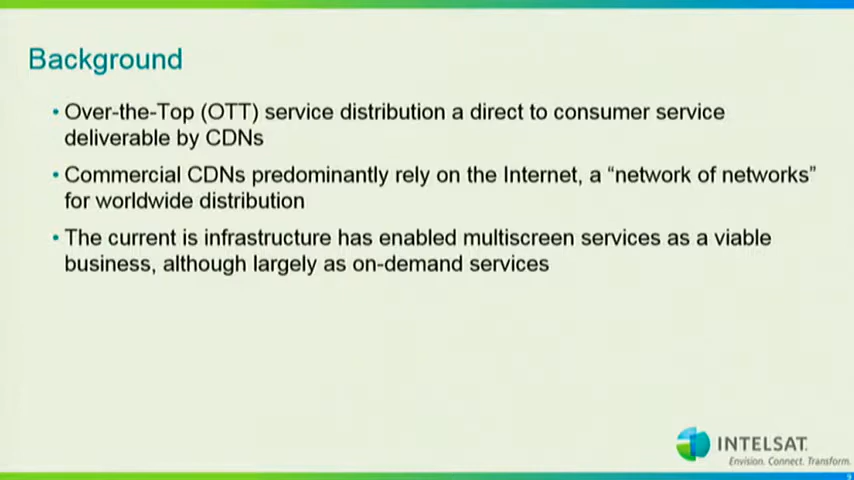 Background
• Over-the-Top (OTT) service distribution a direct to consumer service
deliverable by CDNs
• Commercial CDNs predominantly rely on the Internet, a “network of networks”
for worldwide distribution
• The current is infrastructure has enabled multiscreen services as a viable
business, although largely as on-demand services
INTELSAT.
Envision. Connect. Transform.